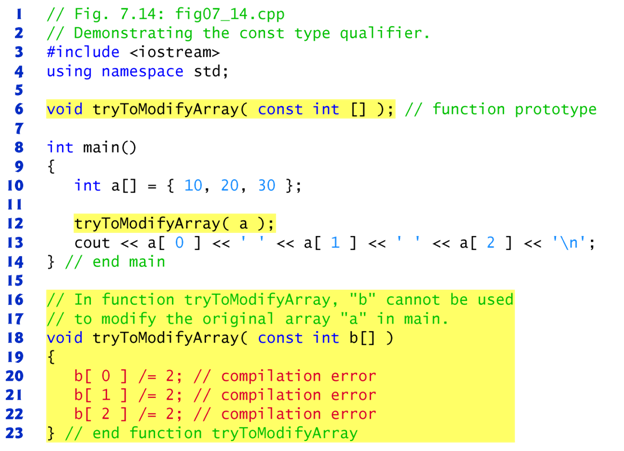 1 // Fig. 7.14: fig07_14.cpp
2 // Demonstrating the const type qualifier.
3 #include <iostream>
4 using namespace std;
5
6 void tryToModifyArray( const int [] ); // function prototype
7
8 int main()
9 {
10 int a[] = { 10, 20, 30 };
11
12 tryToModifyArray( a );
13 cout << a[ 0 ] << ' ' << a[ 1 ] << ' ' << a[ 2 ] << '\n';
14 } // end main
15
16 // In function tryToModifyArray, "b" cannot be used
17 // to modify the original array "a" in main.
18 void tryToModifyArray( const int b[] )
19 {
20 b[ 0 ] /= 2; // compilation error
21 b[ 1 ] /= 2; // compilation error
22 b[ 2 ] /= 2; // compilation error
23 } // end function tryToModifyArray